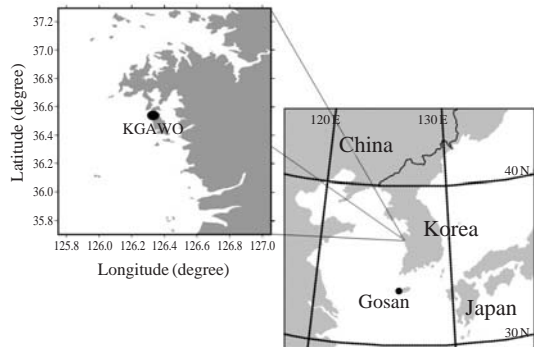 37.2
37.0
36.8
36.6
36.4
36.2
36.0
35.8
Latitude (degree)
KGAWO
125.8 126.0 126.2 126.4 126.6 126.8 127.0
Longitude (degree)
120 E 130 E
China
40 N
Korea
Gosan
Japan
30 N